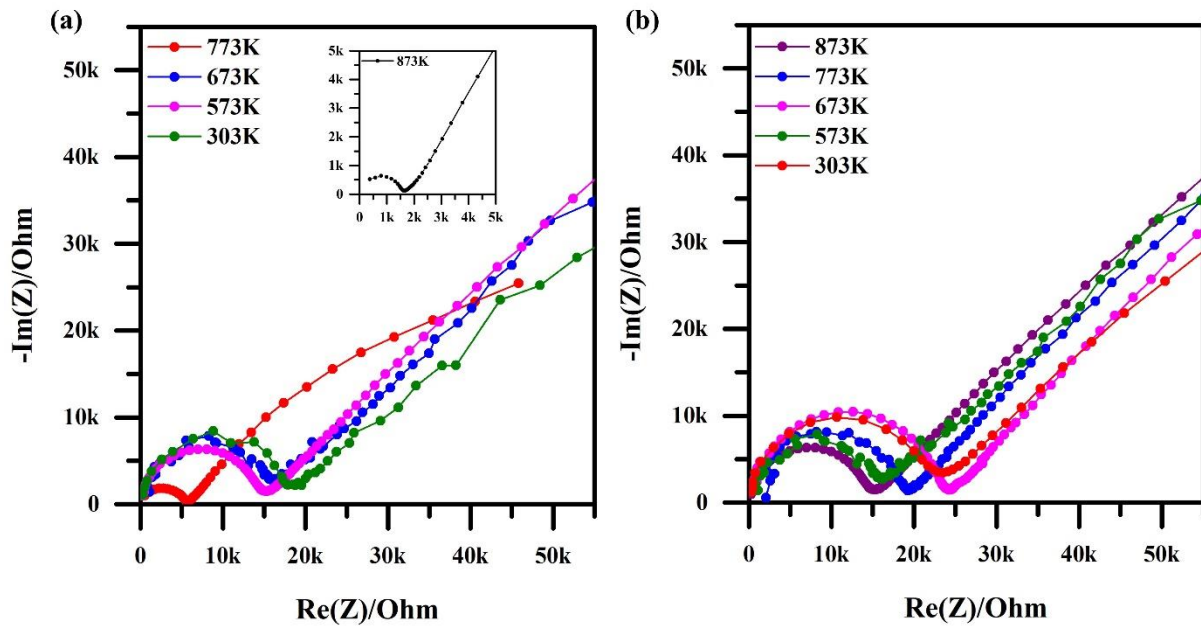 (a)
773K
673K
573K
303K
873K
5k
4k
3k
2k
1k
0
0 1k 2k 3k 4k 5k
50k
40k
30k
20k
10k
0
0 10k 20k 30k 40k 50k
-Im(Z)/Ohm
Re(Z)/Ohm
(b)
873K
773K
673K
573K
303K
50k
40k
30k
20k
10k
0
0 10k 20k 30k 40k 50k
-Im(Z)/Ohm
Re(Z)/Ohm